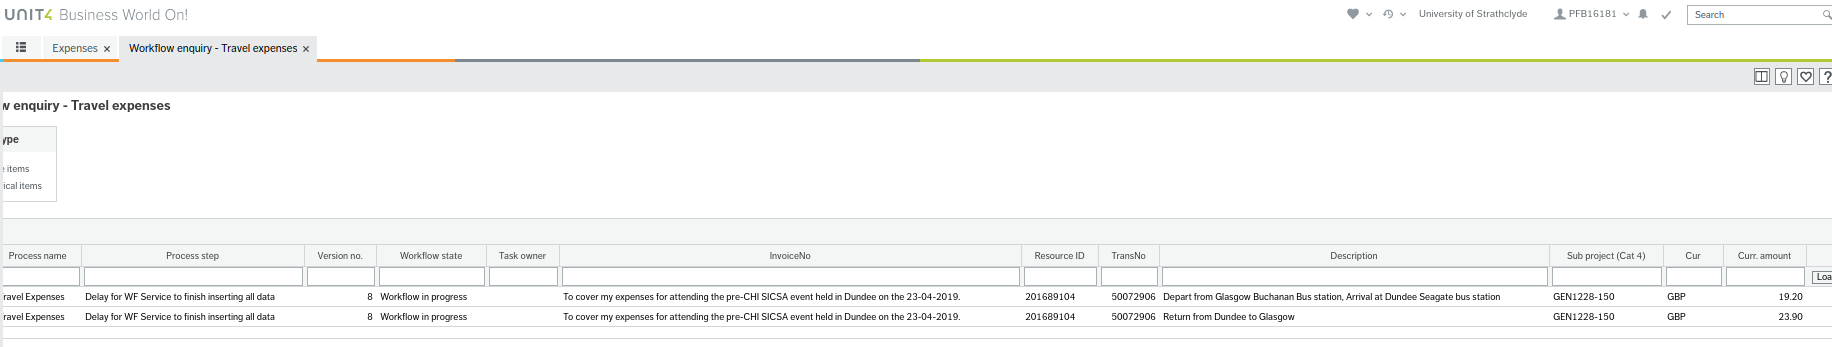 UNIT4 Business World On! University of Strathclyde PFB16181 Search
Expenses × Workflow enquiry - Travel expenses ×
w enquiry - Travel expenses
ype
e items
ical items
Process name Process step Version no. Workflow state Task owner InvoiceNo Resource ID TransNo Description Sub project (Cat 4) Cur Curr. amount
Loa
ravel Expenses Delay for WF Service to finish inserting all data 8 Workflow in progress To cover my expenses for attending the pre-CHI SICSA event held in Dundee on the 23-04-2019. 201689104 50072906 Depart from Glasgow Buchanan Bus station, Arrival at Dundee Seagate bus station GEN1228-150 GBP 19.20
ravel Expenses Delay for WF Service to finish inserting all data 8 Workflow in progress To cover my expenses for attending the pre-CHI SICSA event held in Dundee on the 23-04-2019. 201689104 50072906 Return from Dundee to Glasgow GEN1228-150 GBP 23.90